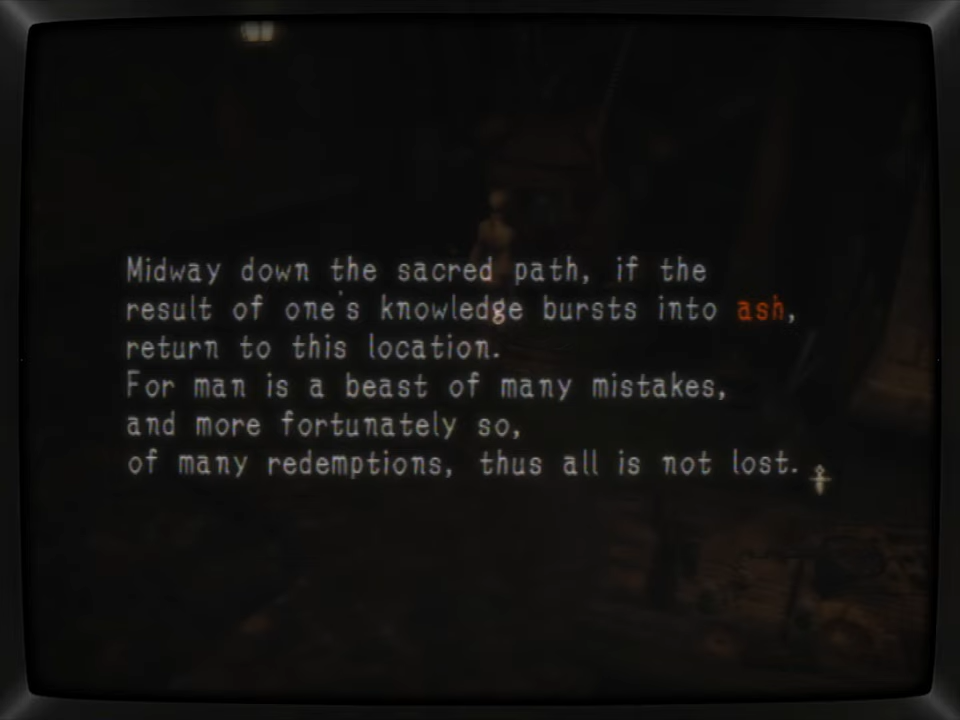 Midway down the sacred path, if the
result of one's knowledge bursts into ash,
return to this location.
For man is a beast of many mistakes,
and more fortunately so,
of many redemptions, thus all is not lost.